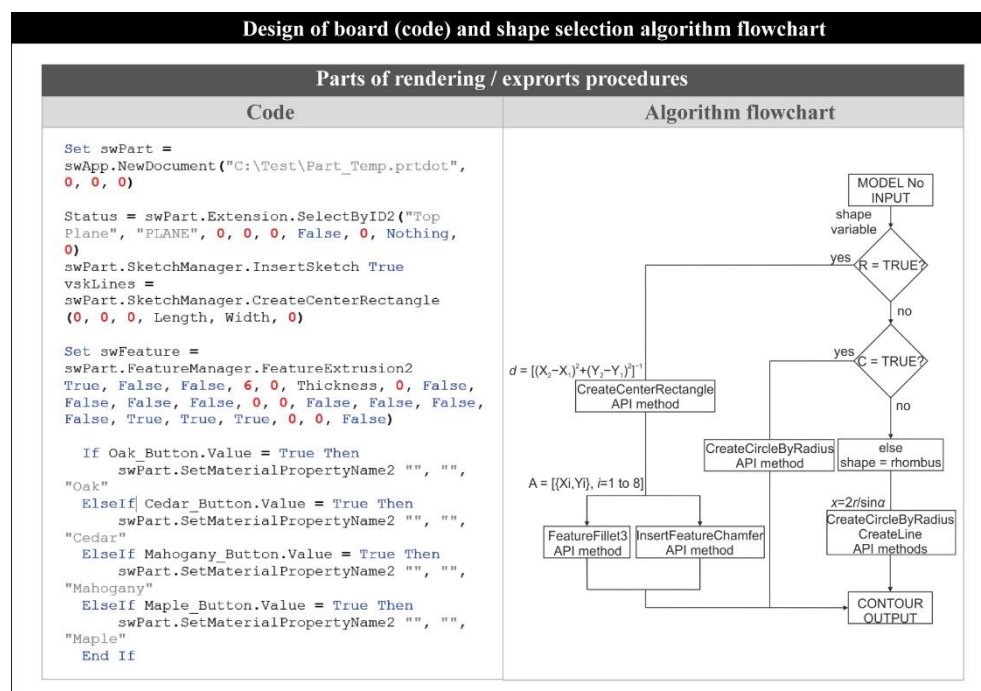 Design of board (code) and shape selection algorithm flowchart
Parts of rendering / exprorts procedures
Code
Set swPart =
swApp.NewDocument("C:\Test\Part_Temp.prtdot",
0, 0, 0)
Status = swPart.Extension.SelectByID2("Top
Plane", "PLANE", 0, 0, 0, False, 0, Nothing,
0)
swPart.SketchManager.InsertSketch True
vskLines =
swPart.SketchManager.CreateCenterRectangle
(0, 0, 0, Length, Width, 0)
Set swFeature =
swPart.FeatureManager.FeatureExtrusion2
True, False, False, 6, 0, Thickness, 0, False,
False, False, False, 0, 0, False, False, False,
False, True, True, True, 0, 0, False)
If Oak_Button.Value = True Then
swPart.SetMaterialPropertyName2 "", "",
"Oak"
ElseIf Cedar_Button.Value = True Then
swPart.SetMaterialPropertyName2 "", "",
"Cedar"
ElseIf Mahogany_Button.Value = True Then
swPart.SetMaterialPropertyName2 "", "",
"Mahogany"
ElseIf Maple_Button.Value = True Then
swPart.SetMaterialPropertyName2 "", "",
"Maple"
End If
Algorithm flowchart
MODEL No
INPUT
shape
variable
yes
R = TRUE?
no
yes
C = TRUE?
no
d = [(X₂−X₁)²+(Y₂−Y₁)²]⁻¹
CreateCenterRectangle
API method
CreateCircleByRadius
API method
else
shape = rhombus
A = [{Xi,Yi}, i=1 to 8]
x=2r/sinα
FeatureFillet3
API method
InsertFeatureChamfer
API method
CreateCircleByRadius
CreateLine
API methods
CONTOUR
OUTPUT